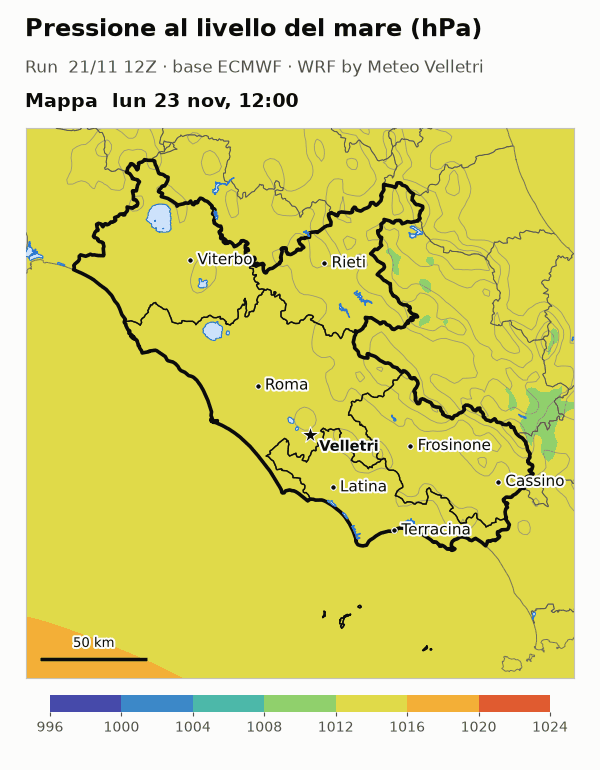 Pressione al livello del mare (hPa)
Run  21/11 12Z · base ECMWF · WRF by Meteo Velletri
Mappa  lun 23 nov, 12:00
Viterbo
Rieti
Roma
Velletri
Frosinone
Cassino
Latina
Terracina
50 km
996 1000 1004 1008 1012 1016 1020 1024